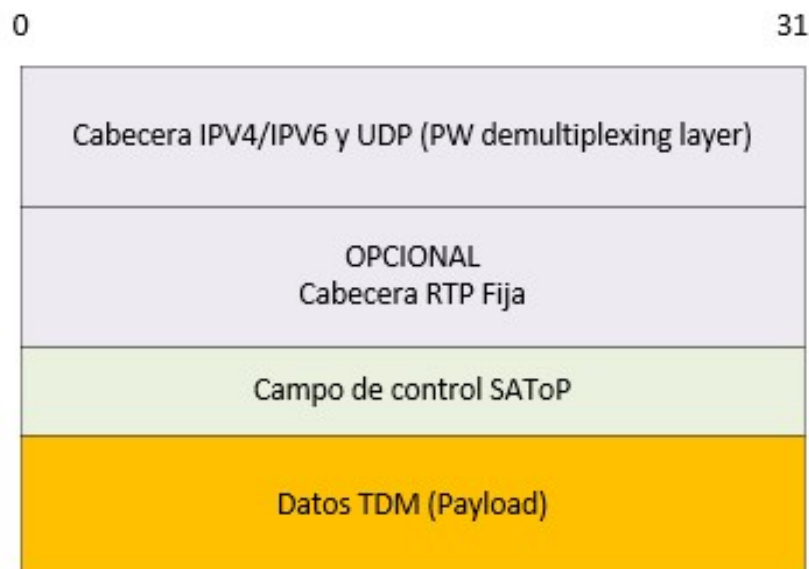 0 31
Cabecera IPV4/IPV6 y UDP (PW demultiplexing layer)
OPCIONAL
Cabecera RTP Fija
Campo de control SAToP
Datos TDM (Payload)